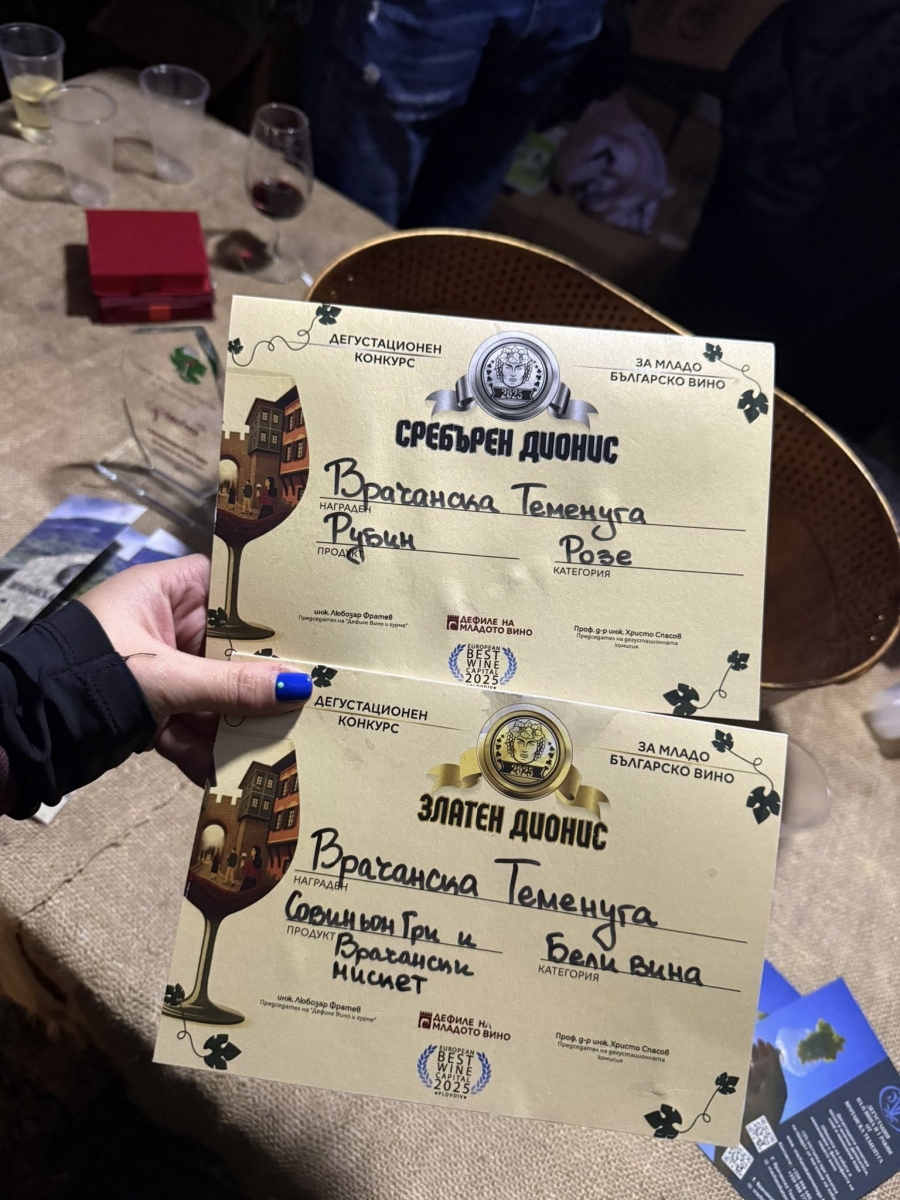 ДЕГУСТАЦИОНЕН
КОНКУРС
2025
ЗА МЛАДО
БЪЛГАРСКО ВИНО
СРЕБЪРЕН ДИОНИС
Врачанска Теменуга
НАГРАДЕН
Рубин
Розе
ПРОДУКТ
КАТЕГОРИЯ
инж. Любозар Фратев
Председател на "Дефиле вино и гурме"
ДЕФИЛЕ НА
МЛАДОТО ВИНО
Проф. д-р инж. Христо Спасов
Председател на дегустационната
комисия
EUROPEAN
BEST
WINE
CAPITAL
2025
PLOVDIV
ДЕГУСТАЦИОНЕН
КОНКУРС
2025
ЗА МЛАДО
БЪЛГАРСКО ВИНО
ЗЛАТЕН ДИОНИС
Врачанска Теменуга
НАГРАДЕН
Совиньон Гри и
Бели вина
ПРОДУКТ
КАТЕГОРИЯ
Врачански
мискет
инж. Любозар Фратев
Председател на "Дефиле вино и гурме"
ДЕФИЛЕ НА
МЛАДОТО ВИНО
Проф. д-р инж. Христо Спасов
Председател на дегустационната
комисия
EUROPEAN
BEST
WINE
CAPITAL
2025
PLOVDIV